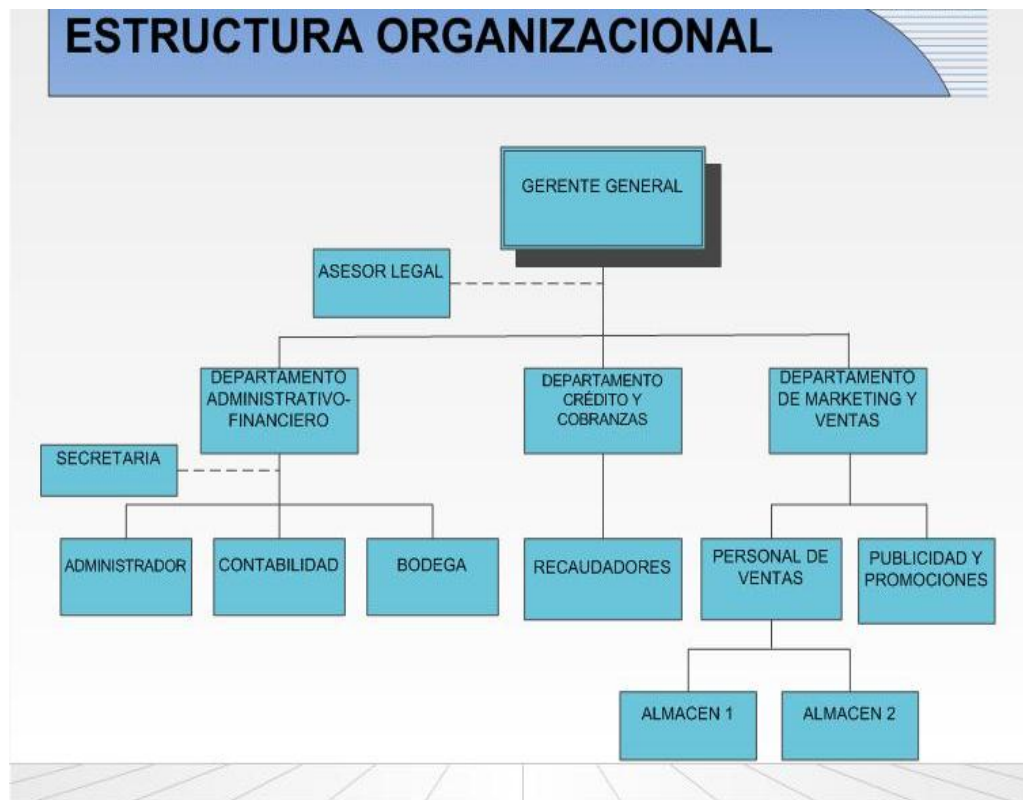 ESTRUCTURA ORGANIZACIONAL
GERENTE GENERAL
ASESOR LEGAL
DEPARTAMENTO
ADMINISTRATIVO-
FINANCIERO
DEPARTAMENTO
CRÉDITO Y
COBRANZAS
DEPARTAMENTO
DE MARKETING Y
VENTAS
SECRETARIA
ADMINISTRADOR
CONTABILIDAD
BODEGA
RECAUDADORES
PERSONAL DE
VENTAS
PUBLICIDAD Y
PROMOCIONES
ALMACEN 1
ALMACEN 2